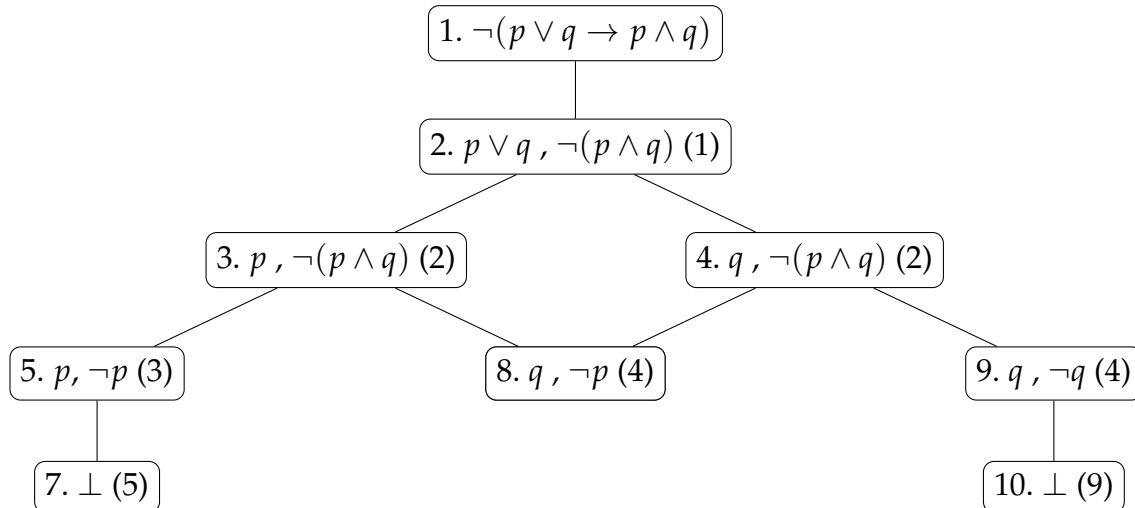 1. ¬(p ∨ q → p ∧ q)
2. p ∨ q , ¬(p ∧ q) (1)
3. p , ¬(p ∧ q) (2)
4. q , ¬(p ∧ q) (2)
5. p, ¬p (3)
8. q , ¬p (4)
9. q , ¬q (4)
7. ⊥ (5)
10. ⊥ (9)